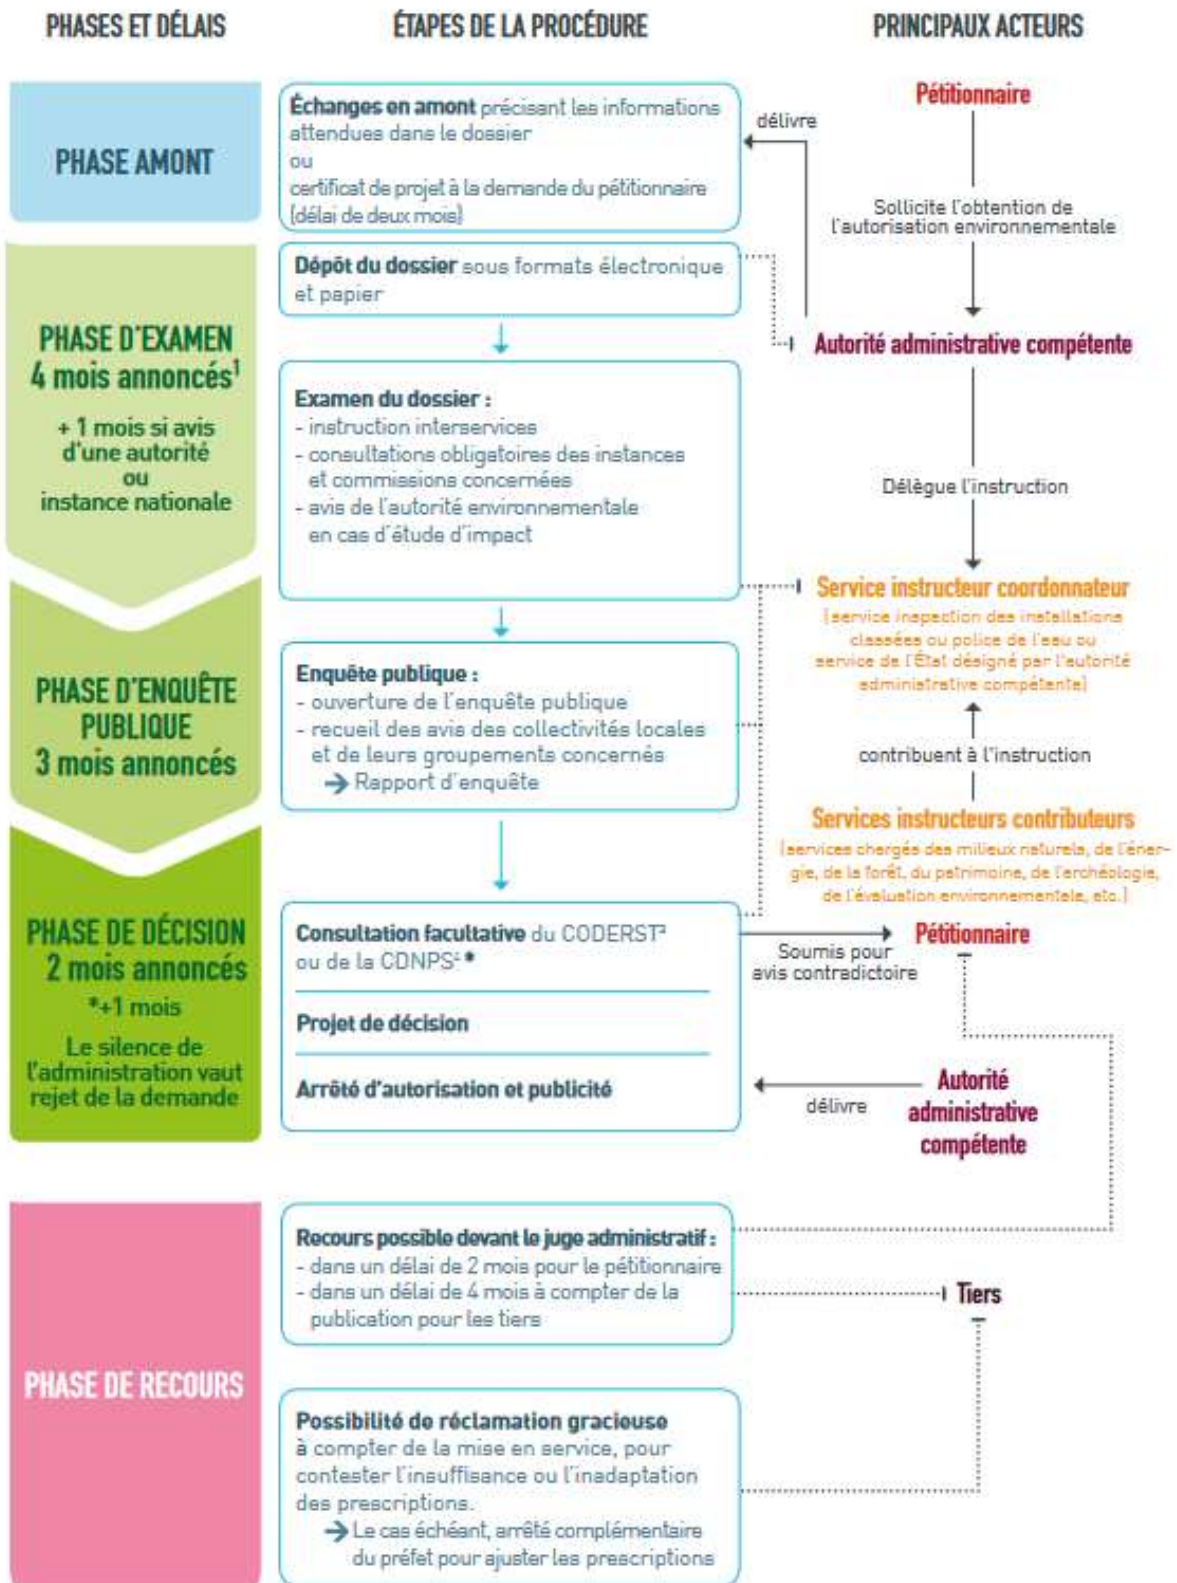 PHASES ET DÉLAIS
ÉTAPES DE LA PROCÉDURE
PRINCIPAUX ACTEURS
PHASE AMONT
Échanges en amont précisant les informations
attendues dans le dossier
ou
certificat de projet à la demande du pétitionnaire
(délai de deux mois)
délivre
Pétitionnaire
Sollicite l'obtention de
l'autorisation environnementale
PHASE D'EXAMEN
4 mois annoncés¹
+ 1 mois si avis
d'une autorité
ou
instance nationale
Dépôt du dossier sous formats électronique
et papier
Autorité administrative compétente
Examen du dossier :
- instruction interservices
- consultations obligatoires des instances
et commissions concernées
- avis de l'autorité environnementale
en cas d'étude d'impact
Délègue l'instruction
Service instructeur coordonnateur
(service inspection des installations
classées ou police de l'eau ou
service de l'État désigné par l'autorité
administrative compétente)
PHASE D'ENQUÊTE
PUBLIQUE
3 mois annoncés
Enquête publique :
- ouverture de l'enquête publique
- recueil des avis des collectivités locales
et de leurs groupements concernés
→ Rapport d'enquête
contribuent à l'instruction
Services instructeurs contributeurs
(services chargés des milieux naturels, de l'éner-
gie, de la forêt, du patrimoine, de l'archéologie,
de l'évaluation environnementale, etc.)
PHASE DE DÉCISION
2 mois annoncés
*+1 mois
Le silence de
l'administration vaut
rejet de la demande
Consultation facultative du CODERST
ou de la CDNPS *
Projet de décision
Arrêté d'autorisation et publicité
Soumis pour
avis contradictoire
Pétitionnaire
délivre
Autorité
administrative
compétente
PHASE DE RECOURS
Recours possible devant le juge administratif :
- dans un délai de 2 mois pour le pétitionnaire
- dans un délai de 4 mois à compter de la
publication pour les tiers
Tiers
Possibilité de réclamation gracieuse
à compter de la mise en service, pour
contester l'insuffisance ou l'inadaptation
des prescriptions.
→ Le cas échéant, arrêté complémentaire
du préfet pour ajuster les prescriptions